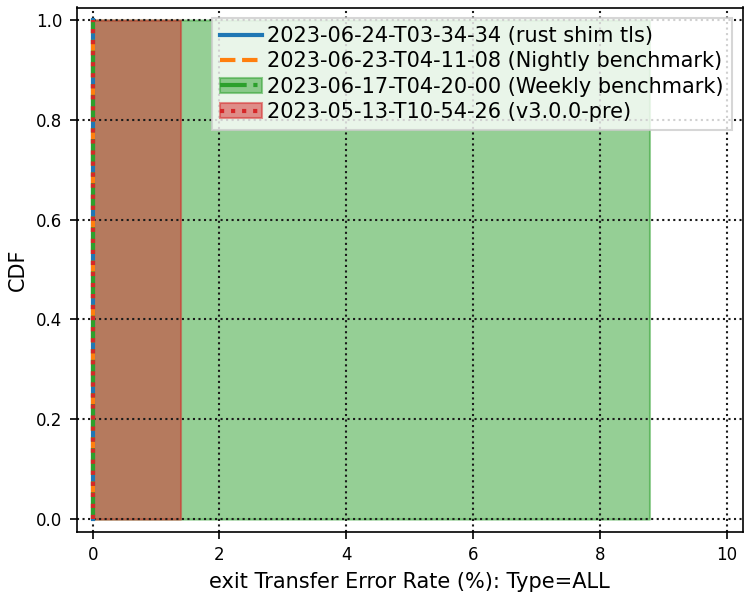 2023-06-24-T03-34-34 (rust shim tls)
2023-06-23-T04-11-08 (Nightly benchmark)
2023-06-17-T04-20-00 (Weekly benchmark)
2023-05-13-T10-54-26 (v3.0.0-pre)
1.0
0.8
0.6
0.4
0.2
0.0
CDF
0 2 4 6 8 10
exit Transfer Error Rate (%): Type=ALL